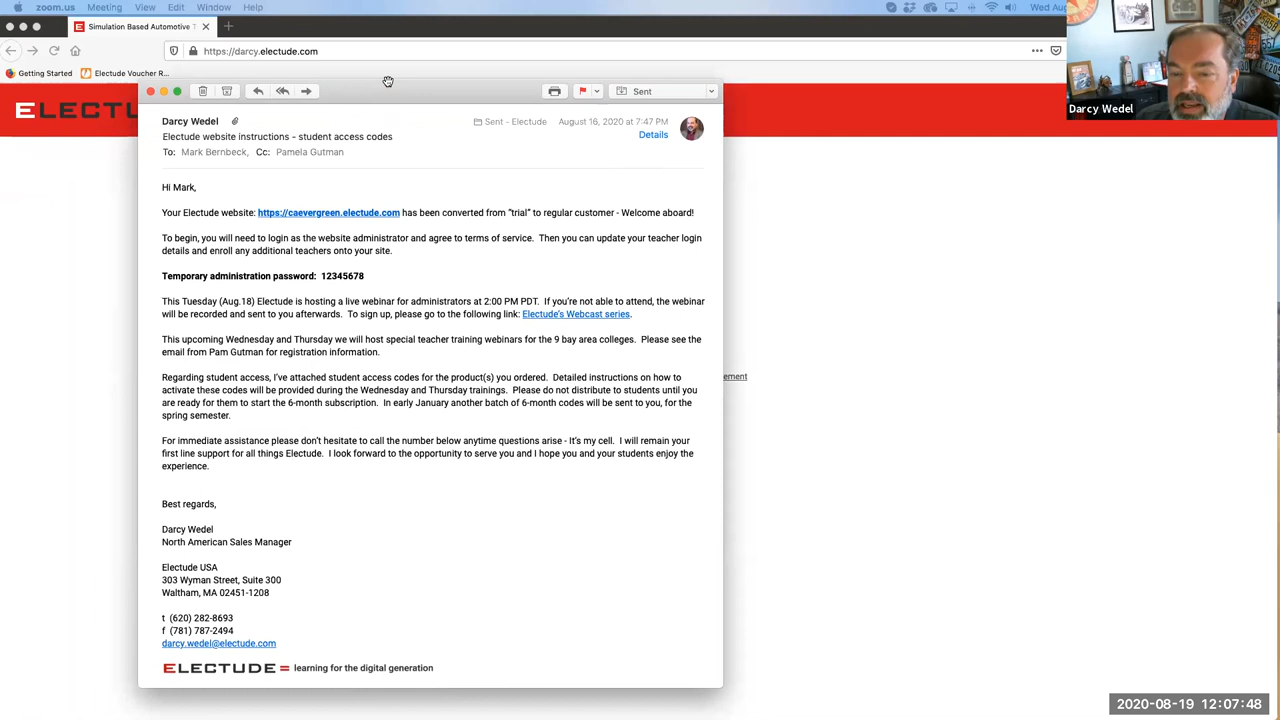 zoom.us Meeting View Edit Window Help
Wed Aug
Simulation Based Automotive T
https://darcy.electude.com
Getting Started Electude Voucher R...
ELECTUDE
Darcy Wedel
Sent
Darcy Wedel
Sent - Electude August 16, 2020 at 7:47 PM
Electude website instructions - student access codes
Details
To: Mark Bernbeck, Cc: Pamela Gutman
Hi Mark,
Your Electude website: https://caevergreen.electude.com has been converted from "trial" to regular customer - Welcome aboard!
To begin, you will need to login as the website administrator and agree to terms of service. Then you can update your teacher login
details and enroll any additional teachers onto your site.
Temporary administration password: 12345678
This Tuesday (Aug.18) Electude is hosting a live webinar for administrators at 2:00 PM PDT. If you're not able to attend, the webinar
will be recorded and sent to you afterwards. To sign up, please go to the following link: Electude's Webcast series.
This upcoming Wednesday and Thursday we will host special teacher training webinars for the 9 bay area colleges. Please see the
email from Pam Gutman for registration information.
Regarding student access, I've attached student access codes for the product(s) you ordered. Detailed instructions on how to
activate these codes will be provided during the Wednesday and Thursday trainings. Please do not distribute to students until you
are ready for them to start the 6-month subscription. In early January another batch of 6-month codes will be sent to you, for the
spring semester.
ement
For immediate assistance please don't hesitate to call the number below anytime questions arise - It's my cell. I will remain your
first line support for all things Electude. I look forward to the opportunity to serve you and I hope you and your students enjoy the
experience.
Best regards,
Darcy Wedel
North American Sales Manager
Electude USA
303 Wyman Street, Suite 300
Waltham, MA 02451-1208
t (620) 282-8693
f (781) 787-2494
darcy.wedel@electude.com
ELECTUDE learning for the digital generation
2020-08-19 12:07:48